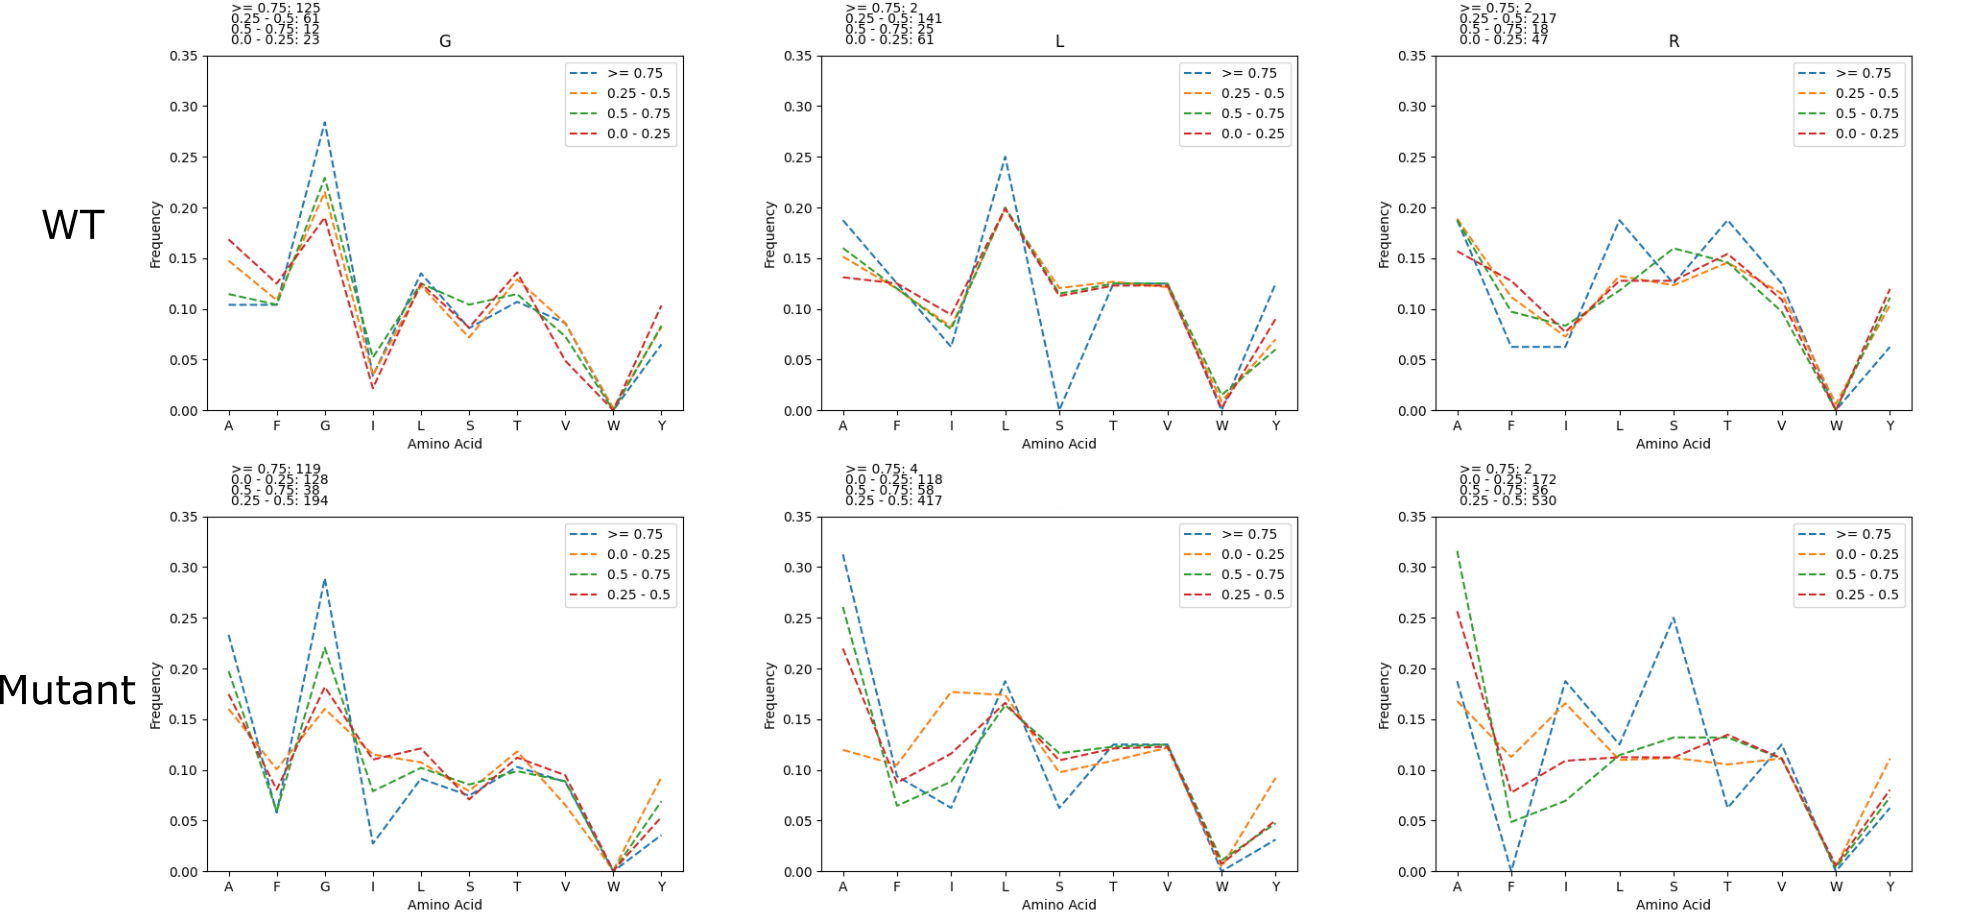 >= 0.75: 125
0.25 - 0.5: 61
0.5 - 0.75: 12
0.0 - 0.25: 23
G
0.35
0.30
0.25
0.20
0.15
0.10
0.05
0.00
Frequency
>= 0.75
0.25 - 0.5
0.5 - 0.75
0.0 - 0.25
A F G I L S T V W Y
Amino Acid
>= 0.75: 2
0.25 - 0.5: 141
0.5 - 0.75: 25
0.0 - 0.25: 61
L
0.35
0.30
0.25
0.20
0.15
0.10
0.05
0.00
Frequency
>= 0.75
0.25 - 0.5
0.5 - 0.75
0.0 - 0.25
A F I L S T V W Y
Amino Acid
>= 0.75: 2
0.25 - 0.5: 217
0.5 - 0.75: 18
0.0 - 0.25: 47
R
0.35
0.30
0.25
0.20
0.15
0.10
0.05
0.00
Frequency
>= 0.75
0.25 - 0.5
0.5 - 0.75
0.0 - 0.25
A F I L S T V W Y
Amino Acid
WT
>= 0.75: 119
0.0 - 0.25: 128
0.5 - 0.75: 38
0.25 - 0.5: 194
0.35
0.30
0.25
0.20
0.15
0.10
0.05
0.00
Frequency
>= 0.75
0.0 - 0.25
0.5 - 0.75
0.25 - 0.5
A F G I L S T V W Y
Amino Acid
>= 0.75: 4
0.0 - 0.25: 118
0.5 - 0.75: 58
0.25 - 0.5: 417
0.35
0.30
0.25
0.20
0.15
0.10
0.05
0.00
Frequency
>= 0.75
0.0 - 0.25
0.5 - 0.75
0.25 - 0.5
A F I L S T V W Y
Amino Acid
>= 0.75: 2
0.0 - 0.25: 172
0.5 - 0.75: 36
0.25 - 0.5: 530
0.35
0.30
0.25
0.20
0.15
0.10
0.05
0.00
Frequency
>= 0.75
0.0 - 0.25
0.5 - 0.75
0.25 - 0.5
A F I L S T V W Y
Amino Acid
Mutant